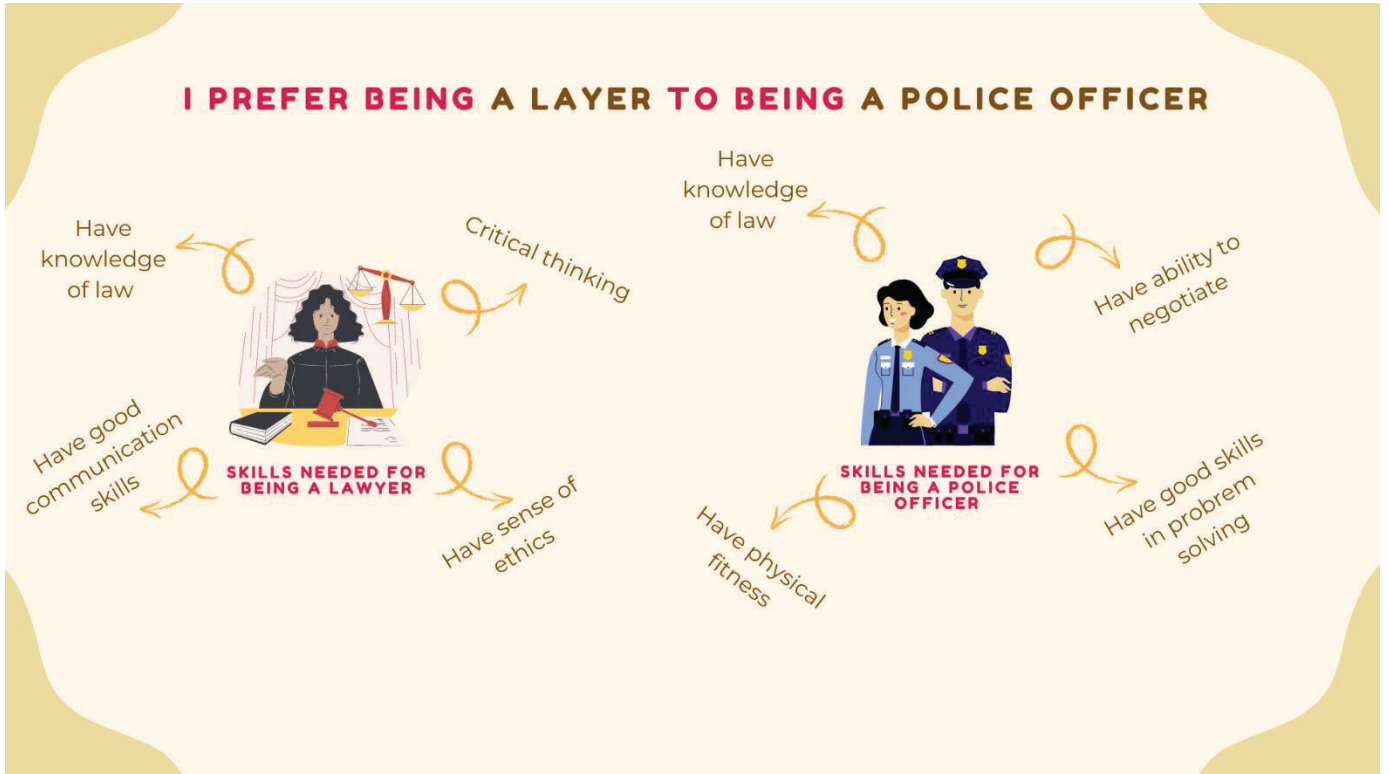 I PREFER BEING A LAYER TO BEING A POLICE OFFICER
Have
knowledge
of law
Critical thinking
Have good
communication
skills
SKILLS NEEDED FOR
BEING A LAWYER
Have sense of
ethics
Have
knowledge
of law
Have ability to
negotiate
SKILLS NEEDED FOR
BEING A POLICE
OFFICER
Have physical
fitness
Have good skills
in probrem
solving